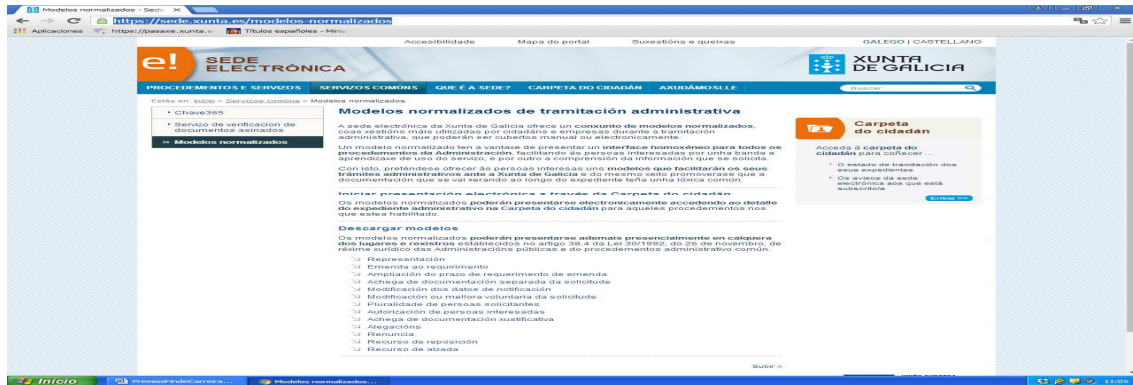 Modelos normalizados - Sede
https://sede.xunta.es/modelos-normalizados
Aplicaciones https://pasaxe.xunta.e Títulos españoles - Minis
Accesibilidade Mapa do portal Suxestións e queixas GALEGO | CASTELLANO
e! SEDE ELECTRÓNICA XUNTA DE GALICIA
PROCEDEMENTOS E SERVIZOS SERVIZOS COMÚNS QUE É A SEDE? CARPETA DO CIDADÁN AXUDÁMOSLLE Buscar
Estás en: Inicio > Servizos comúns > Modelos normalizados
Chave365
Servizo de verificación de
documentos asinados
>> Modelos normalizados
Modelos normalizados de tramitación administrativa
A sede electrónica da Xunta de Galicia ofrece un conxunto de modelos normalizados,
coas xestións máis utilizadas por cidadáns e empresas durante a tramitación
administrativa, que poderán ser cubertos manual ou electronicamente.
Un modelo normalizado ten a vantaxe de presentar un interface homoxéneo para todos os
procedementos da Administración, facilitando ás persoas interesadas por unha banda a
aprendizaxe de uso do servizo, e por outro a comprensión da información que se solicita.
Con isto, preténdese ofrecer ás persoas interesas uns modelos que facilitarán os seus
trámites administrativos ante a Xunta de Galicia e do mesmo xeito promoverase que a
documentación que se vai xerando ao longo do expediente teña unha lóxica común.
Iniciar presentación electrónica a través da Carpeta do cidadán
Os modelos normalizados poderán presentarse electronicamente accedendo ao detalle
do expediente administrativo na Carpeta do cidadán para aqueles procedementos nos
que estea habilitado.
Descargar modelos
Os modelos normalizados poderán presentarse ademais presencialmente en calquera
dos lugares e rexistros establecidos no artigo 38.4 da Lei 30/1992, do 26 de novembro, de
réxime xurídico das Administracións públicas e do procedemento administrativo común.
Representación
Emenda ao requirimento
Ampliación do prazo de requerimento de emenda
Achega de documentación separada da solicitude
Modificación dos datos de notificación
Modificación ou mellora voluntaria da solicitude
Pluralidade de persoas solicitantes
Autorización de persoas interesadas
Achega de documentación xustificativa
Alegacións
Renuncia
Recurso de reposición
Recurso de alzada
Subir
Carpeta
do cidadán
Acceda á carpeta do
cidadán para coñecer ...
O estado de tramitación dos
seus expedientes
Os avisos da sede
electrónica aos que está
subscrito/a
Entrar >>
Inicio PremiosFindeCarreira... Modelos normalizados... 11:05